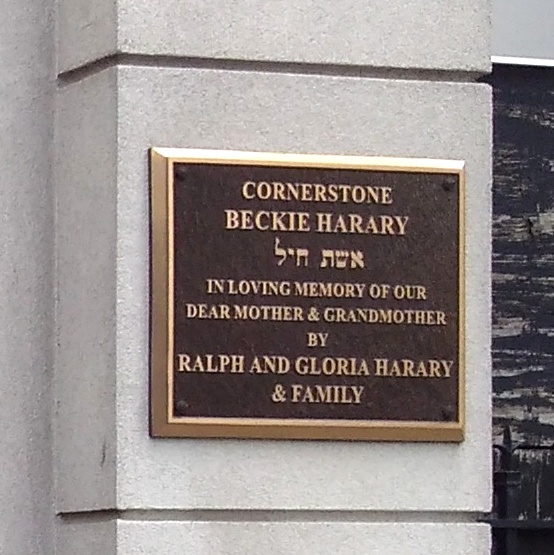 CORNERSTONE
BECKIE HARARY
אשת חיל
IN LOVING MEMORY OF OUR
DEAR MOTHER & GRANDMOTHER
BY
RALPH AND GLORIA HARARY
& FAMILY